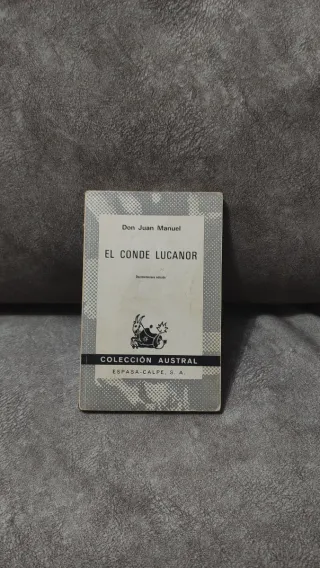 Don Juan Manuel
EL CONDE LUCANOR
COLECCIÓN AUSTRAL
ESPASA-CALPE, S. A.